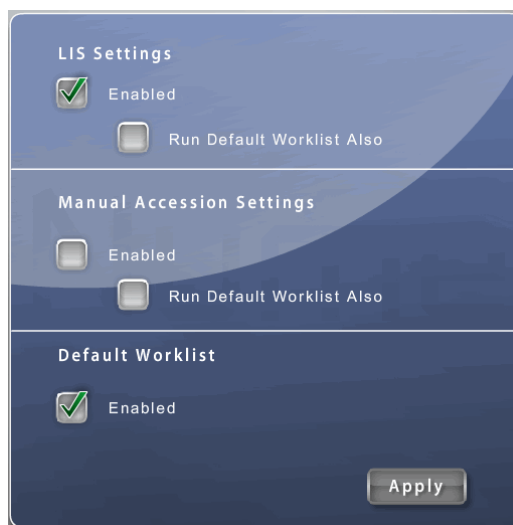 LIS Settings
Enabled
Run Default Worklist Also
Manual Accession Settings
Enabled
Run Default Worklist Also
Default Worklist
Enabled
Apply